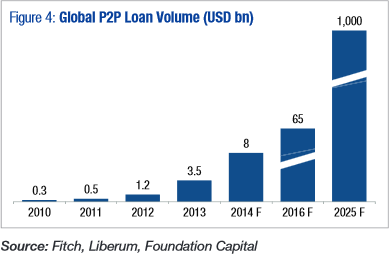 Figure 4: Global P2P Loan Volume (USD bn)
1,000
65
8
3.5
1.2
0.5
0.3
2010 2011 2012 2013 2014 F 2016 F 2025 F
Source: Fitch, Liberum, Foundation Capital